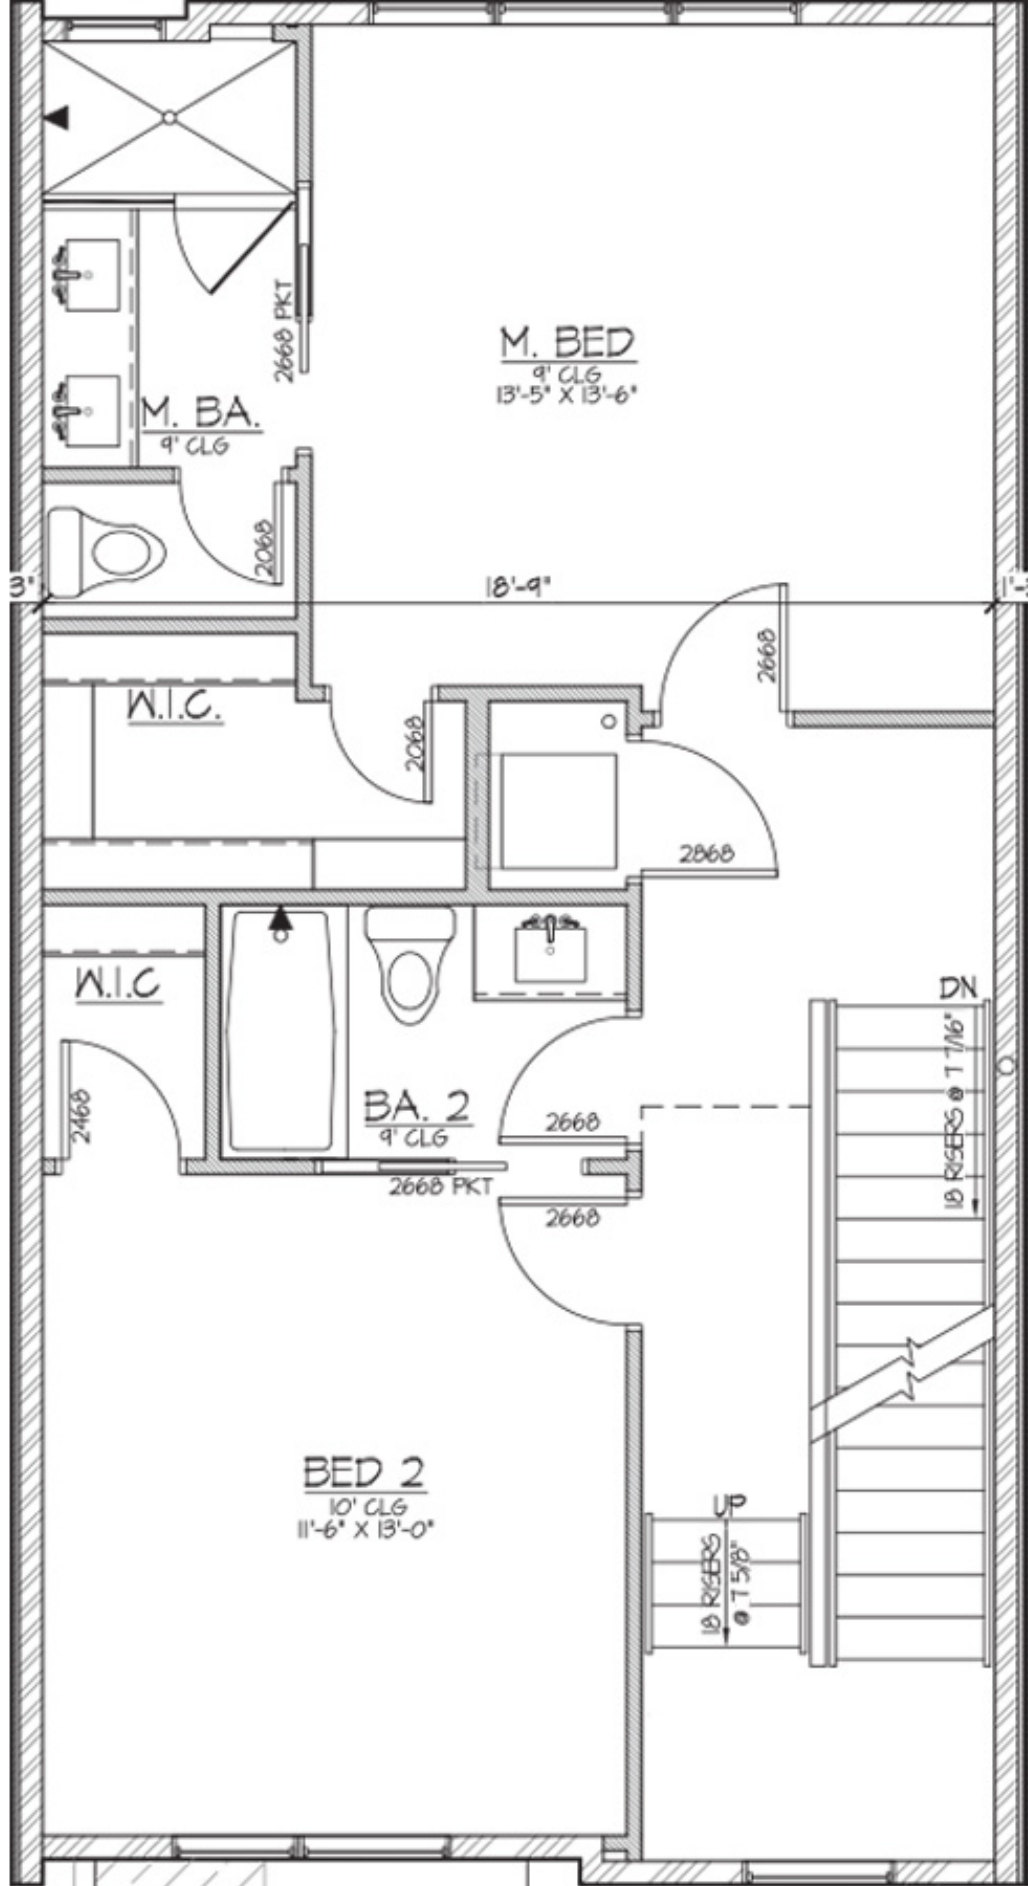 2668 PKT
M. BED
9' CLG
13'-5" X 13'-6"
M. BA.
9' CLG
2068
3"
18'-9"
2668
W.I.C.
2068
2868
W.I.C
2468
BA. 2
9' CLG
2668
2668 PKT
2668
DN
18 RISERS @ 7 7/16"
BED 2
10' CLG
11'-6" X 13'-0"
UP
18 RISERS
@ 7 5/8"